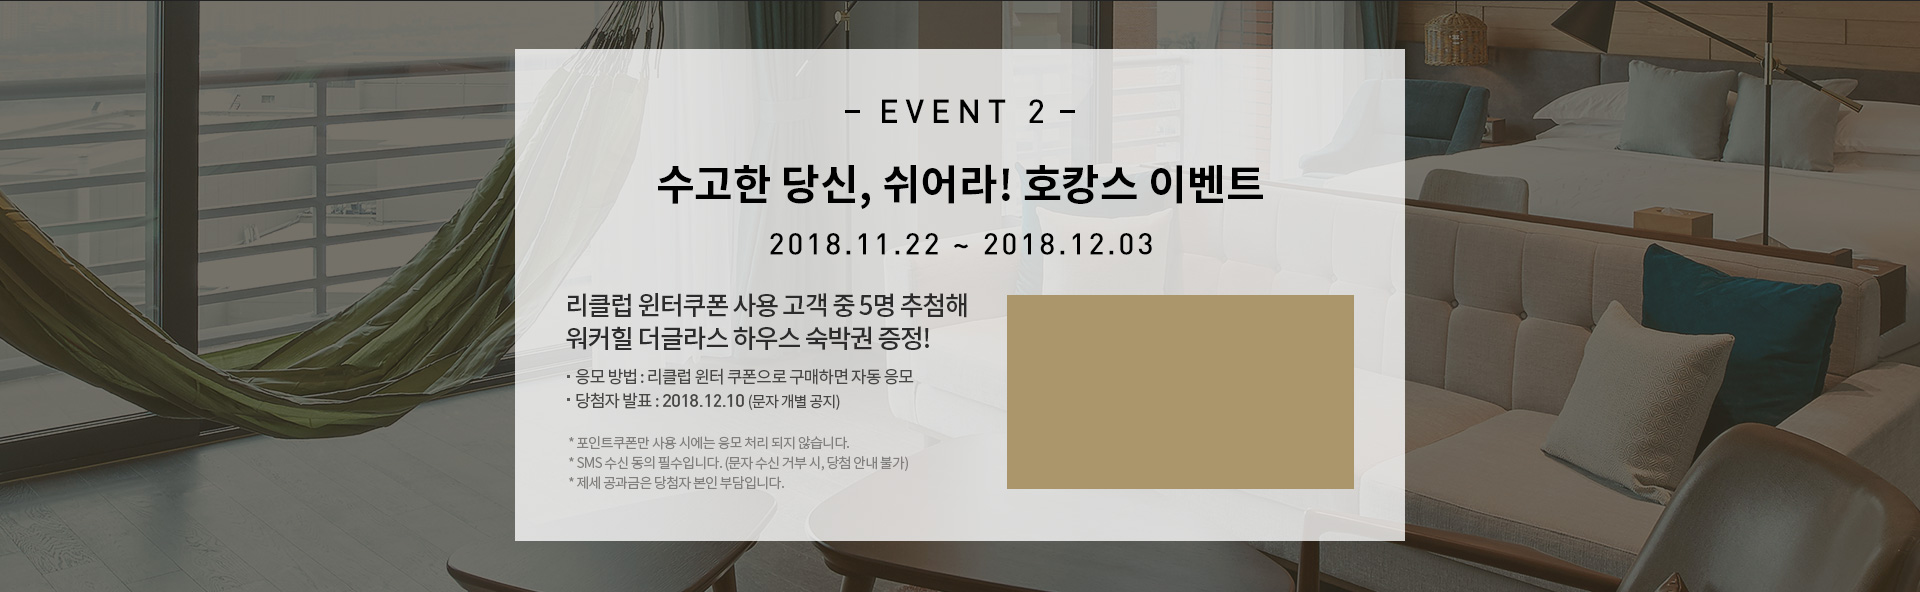 – EVENT 2 –
수고한 당신, 쉬어라! 호캉스 이벤트
2018.11.22 ~ 2018.12.03
리클럽 윈터쿠폰 사용 고객 중 5명 추첨해
워커힐 더글라스 하우스 숙박권 증정!
· 응모 방법 : 리클럽 윈터 쿠폰으로 구매하면 자동 응모
· 당첨자 발표 : 2018.12.10 (문자 개별 공지)
* 포인트쿠폰만 사용 시에는 응모 처리 되지 않습니다.
* SMS 수신 동의 필수입니다. (문자 수신 거부 시, 당첨 안내 불가)
* 제세 공과금은 당첨자 본인 부담입니다.